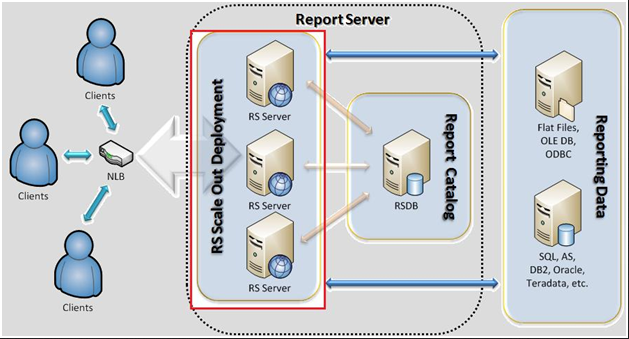 Report Server
Clients
Clients
Clients
NLB
RS Scale Out Deployment
RS Server
RS Server
RS Server
Report Catalog
RSDB
Reporting Data
Flat Files,
OLE DB,
ODBC
SQL, AS,
DB2, Oracle,
Teradata, etc.